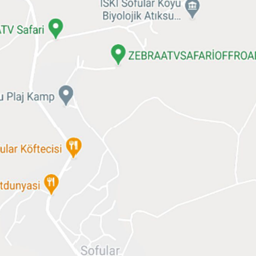 İSKİ Sofular Köyü
Biyolojik Atıksu...
ATV Safari
ZEBRAATVSAFARİOFFROA
u Plaj Kamp
ular Köftecisi
tdunyasi
Sofular